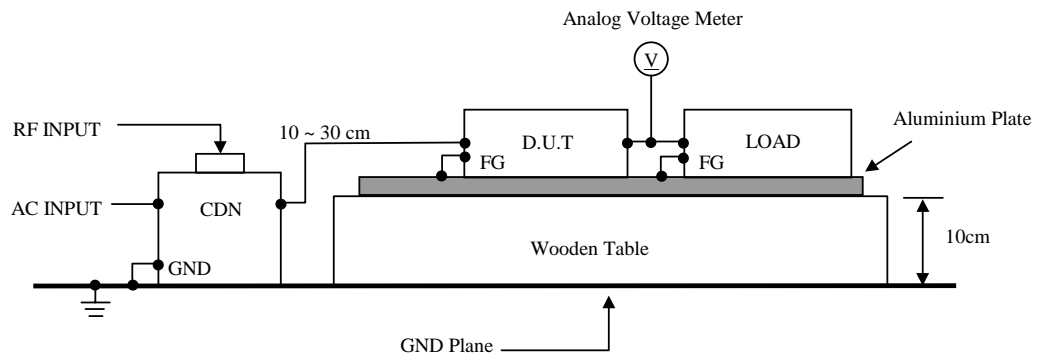 Analog Voltage Meter
V
RF INPUT
10 ~ 30 cm
D.U.T
LOAD
Aluminium Plate
FG
FG
AC INPUT
CDN
Wooden Table
10cm
GND
GND Plane